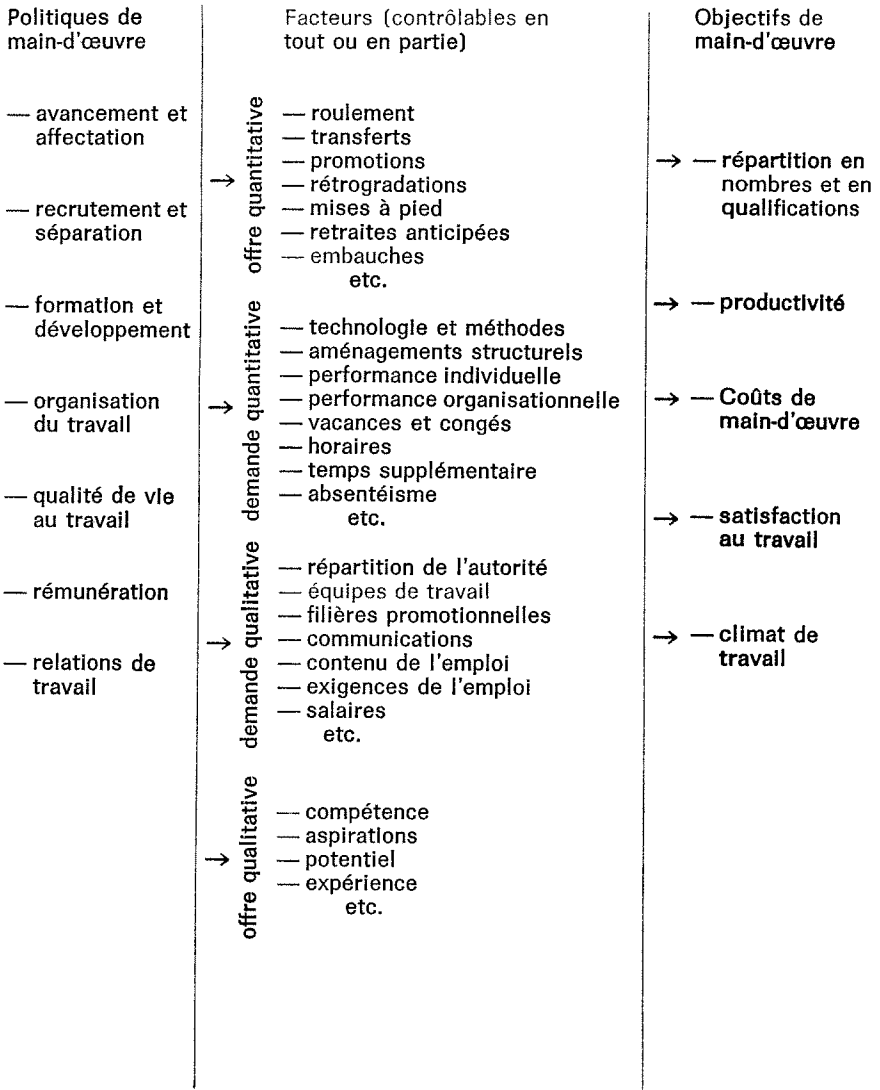 Politiques de
main-d'œuvre
— avancement et
affectation
— recrutement et
séparation
— formation et
développement
— organisation
du travail
— qualité de vie
au travail
— rémunération
— relations de
travail
Facteurs (contrôlables en
tout ou en partie)
→ offre quantitative
— roulement
— transferts
— promotions
— rétrogradations
— mises à pied
— retraites anticipées
— embauches
etc.
→ demande quantitative
— technologie et méthodes
— aménagements structurels
— performance individuelle
— performance organisationnelle
— vacances et congés
— horaires
— temps supplémentaire
— absentéisme
etc.
→ demande qualitative
— répartition de l'autorité
— équipes de travail
— filières promotionnelles
— communications
— contenu de l'emploi
— exigences de l'emploi
— salaires
etc.
→ offre qualitative
— compétence
— aspirations
— potentiel
— expérience
etc.
Objectifs de
main-d'œuvre
→ — répartition en
nombres et en
qualifications
→ — productivité
→ — Coûts de
main-d'œuvre
→ — satisfaction
au travail
→ — climat de
travail